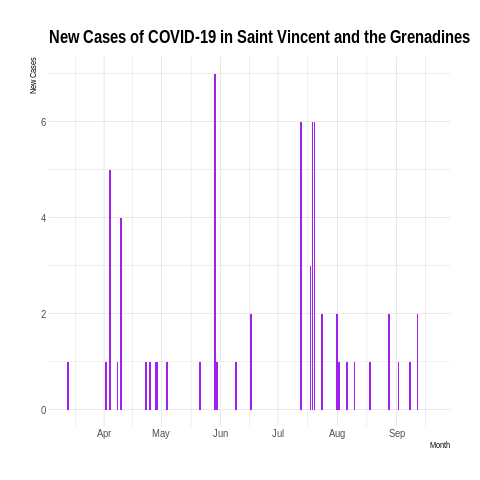 New Cases of COVID-19 in Saint Vincent and the Grenadines
New Cases
6
4
2
0
Apr May Jun Jul Aug Sep
Month